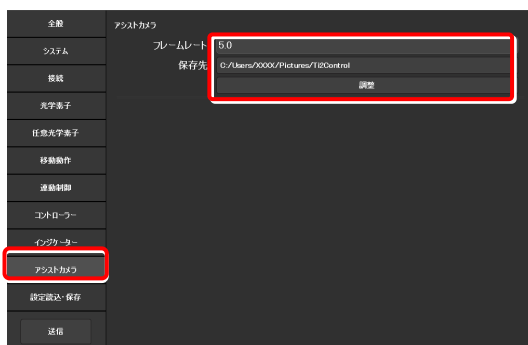 全般
システム
接続
光学素子
任意光学素子
移動動作
連動制御
コントローラー
インジケーター
アシストカメラ
設定読込・保存
送信
アシストカメラ
フレームレート 5.0
保存先 C:/Users/XXXX/Pictures/Ti2Control
調整